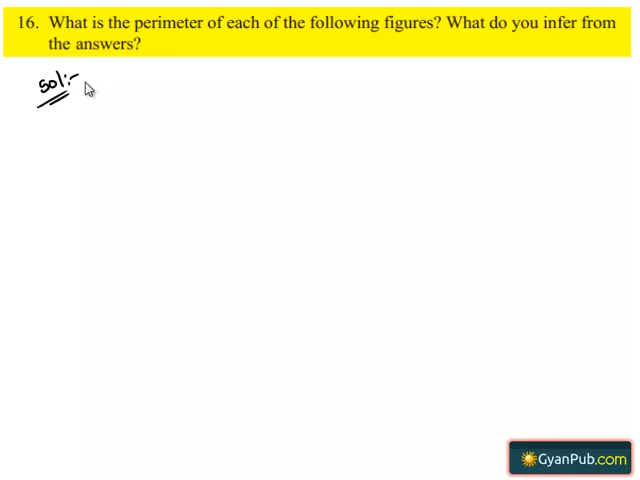 16. What is the perimeter of each of the following figures? What do you infer from
the answers?
Sol:-
GyanPub.com